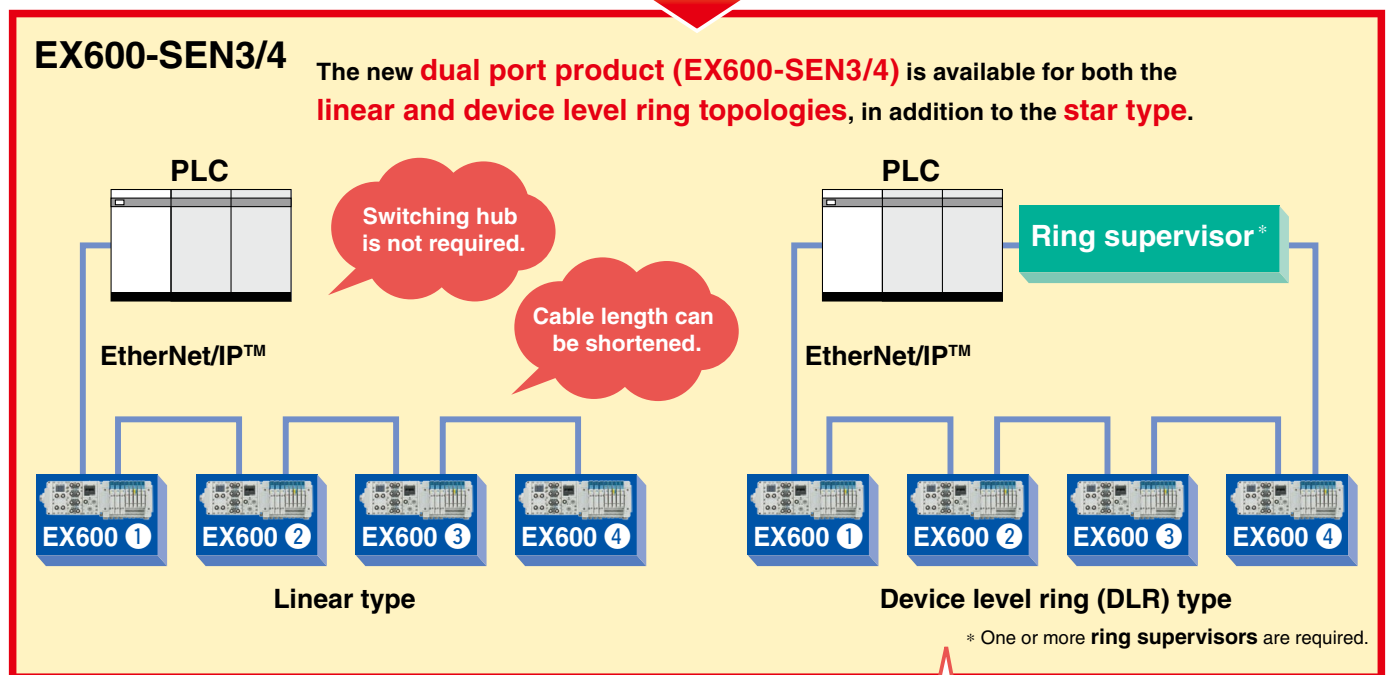 EX600-SEN3/4
The new dual port product (EX600-SEN3/4) is available for both the
linear and device level ring topologies, in addition to the star type.
PLC
Switching hub
is not required.
Cable length can
be shortened.
EtherNet/IP™
EX600 ①
EX600 ②
EX600 ③
EX600 ④
Linear type
PLC
Ring supervisor*
EtherNet/IP™
EX600 ①
EX600 ②
EX600 ③
EX600 ④
Device level ring (DLR) type
* One or more ring supervisors are required.